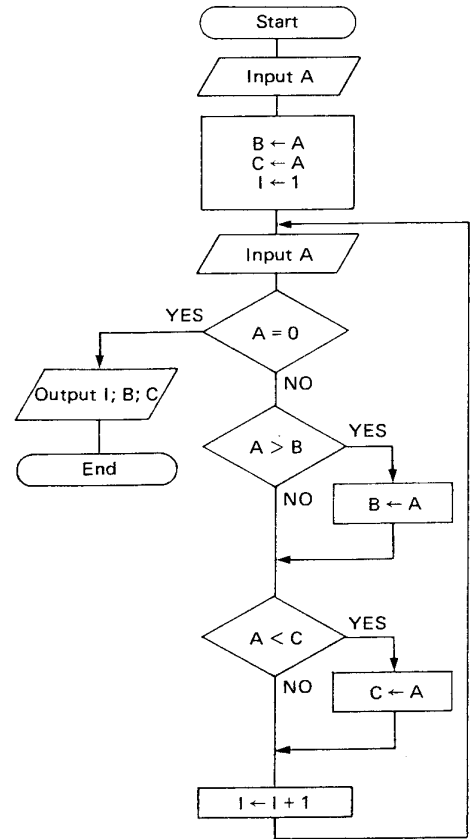 Start
Input A
B ← A
C ← A
I ← 1
Input A
A = 0
YES
Output I; B; C
End
NO
A > B
YES
B ← A
NO
A < C
YES
C ← A
NO
I ← I + 1